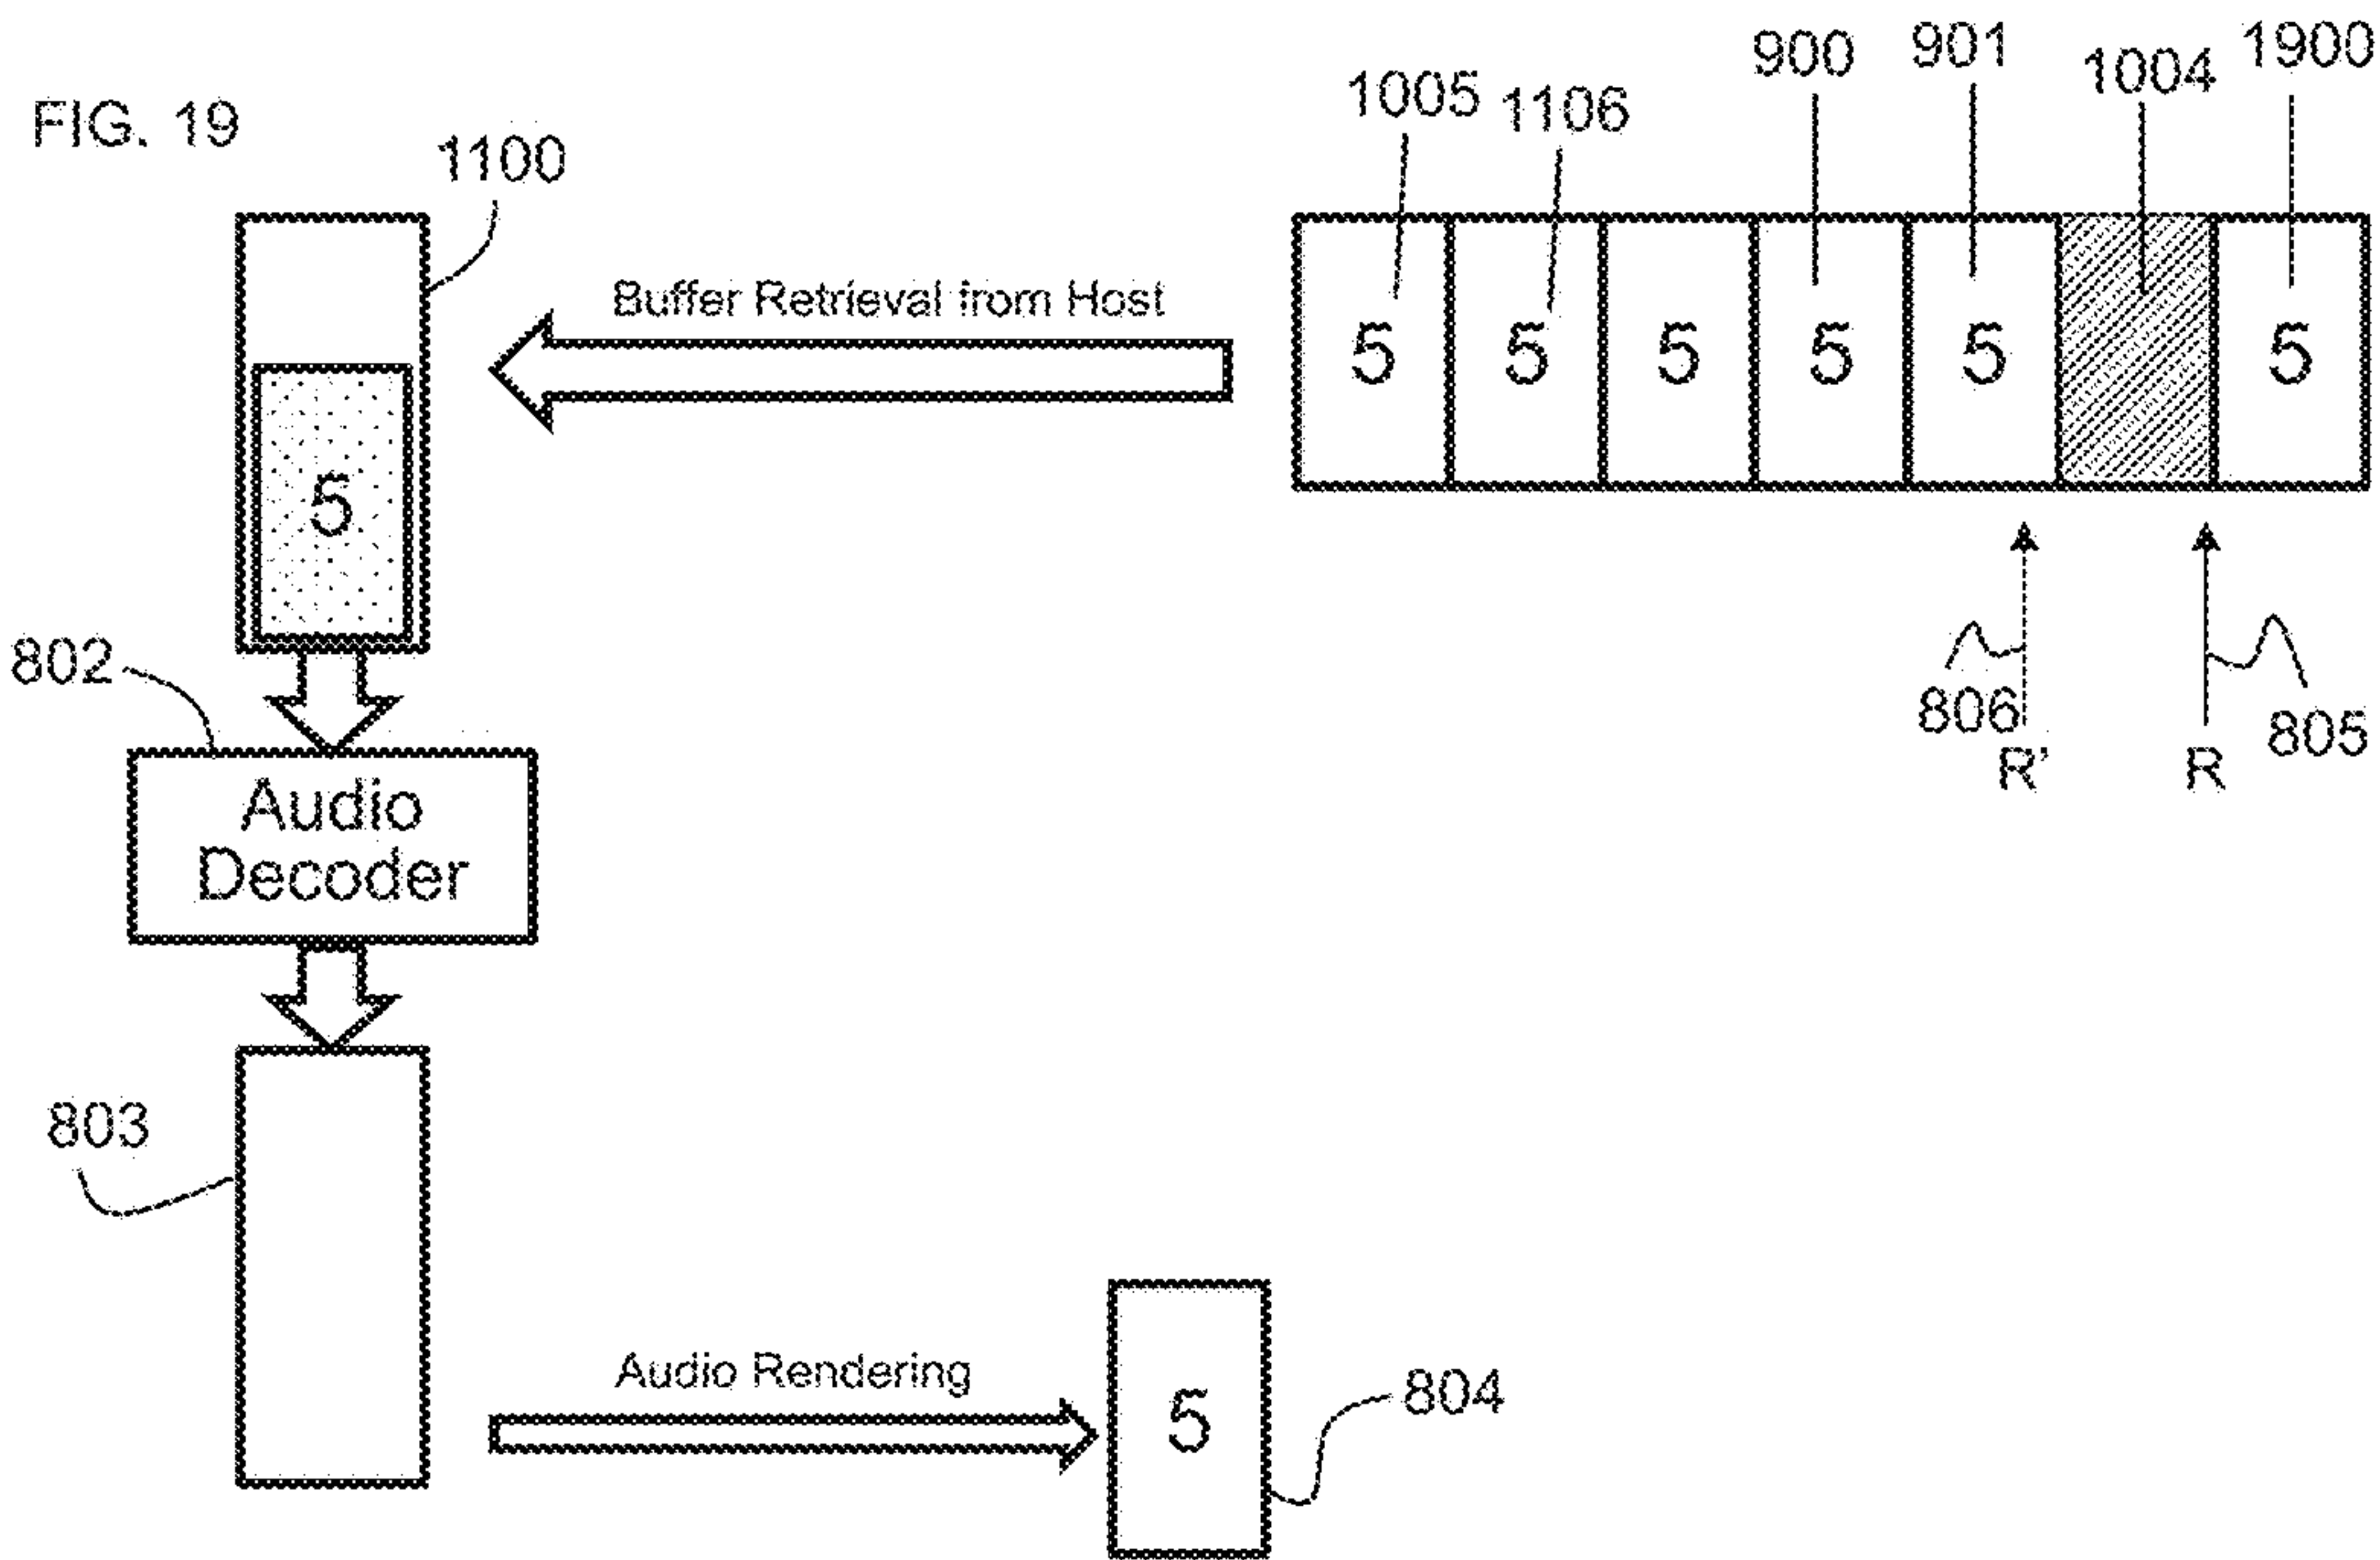 FIG. 19
1100
1005
1106
900
901
1004
1900
Buffer Retrieval from Host
5
5
5
5
5
5
5
802
806
R'
R
805
Audio
Decoder
803
Audio Rendering
5
804